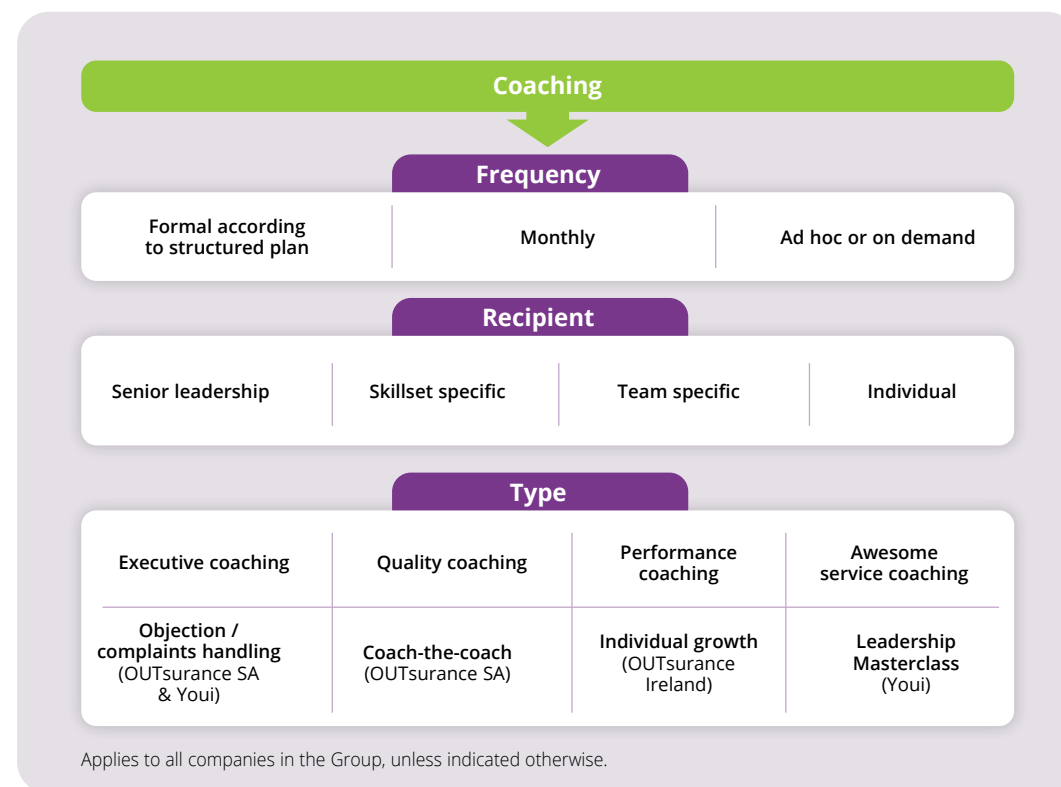 Coaching
Frequency
Formal according
to structured plan
Monthly
Ad hoc or on demand
Recipient
Senior leadership
Skillset specific
Team specific
Individual
Type
Executive coaching
Quality coaching
Performance
coaching
Awesome
service coaching
Objection /
complaints handling
(OUTsurance SA
& Youi)
Coach-the-coach
(OUTsurance SA)
Individual growth
(OUTsurance
Ireland)
Leadership
Masterclass
(Youi)
Applies to all companies in the Group, unless indicated otherwise.